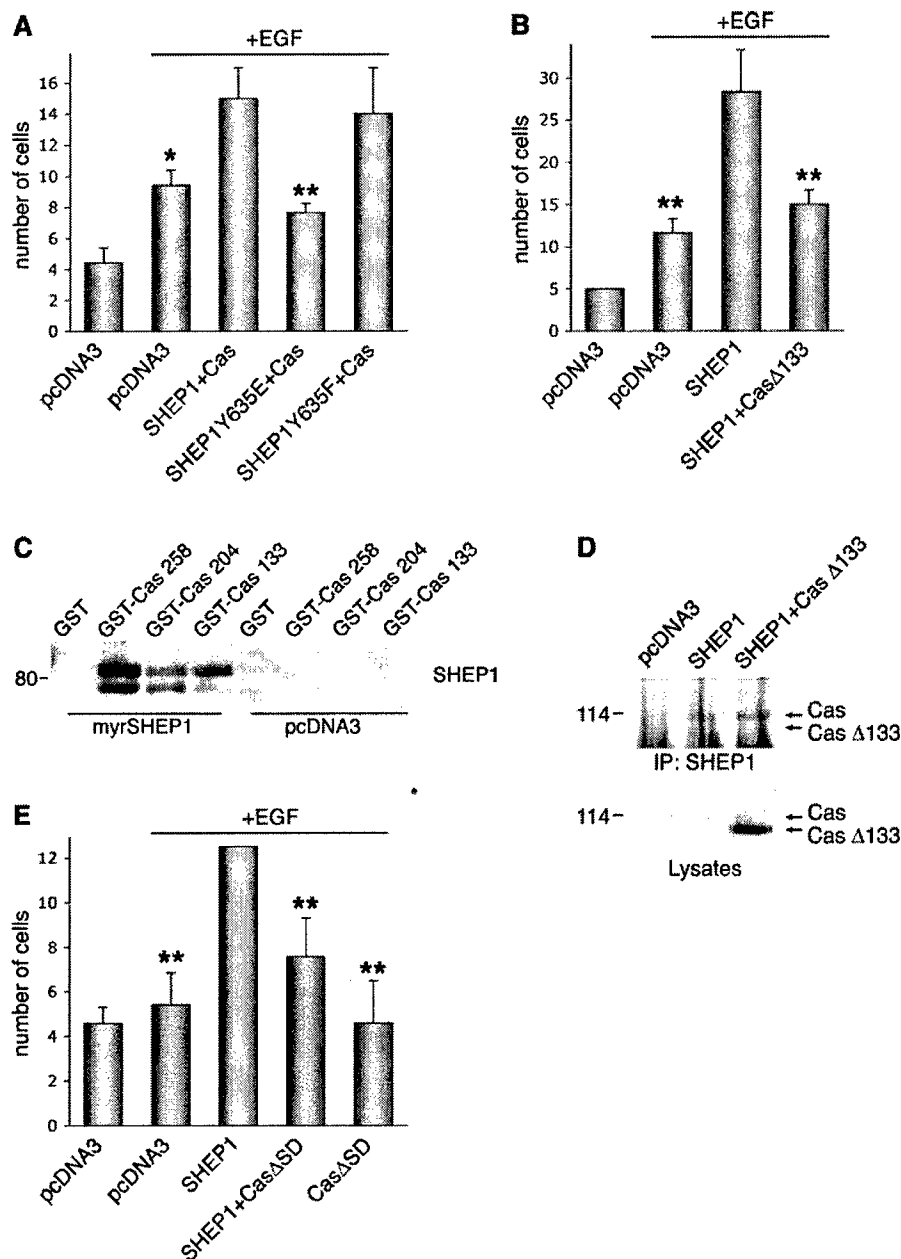 A
+EGF
number of cells
16
14
12
10
8
6
4
2
0
*
**
pcDNA3
pcDNA3
SHEP1+Cas
SHEP1Y635E+Cas
SHEP1Y635F+Cas
B
+EGF
number of cells
30
25
20
15
10
5
0
**
**
pcDNA3
pcDNA3
SHEP1
SHEP1+CasΔ133
C
GST
GST-Cas 258
GST-Cas 204
GST-Cas 133
GST
GST-Cas 258
GST-Cas 204
GST-Cas 133
80–
SHEP1
myrSHEP1
pcDNA3
D
pcDNA3
SHEP1
SHEP1+Cas Δ133
114–
← Cas
← Cas Δ133
IP: SHEP1
114–
← Cas
← Cas Δ133
Lysates
E
+EGF
number of cells
12
10
8
6
4
2
0
**
**
**
pcDNA3
pcDNA3
SHEP1
SHEP1+CasΔSD
CasΔSD